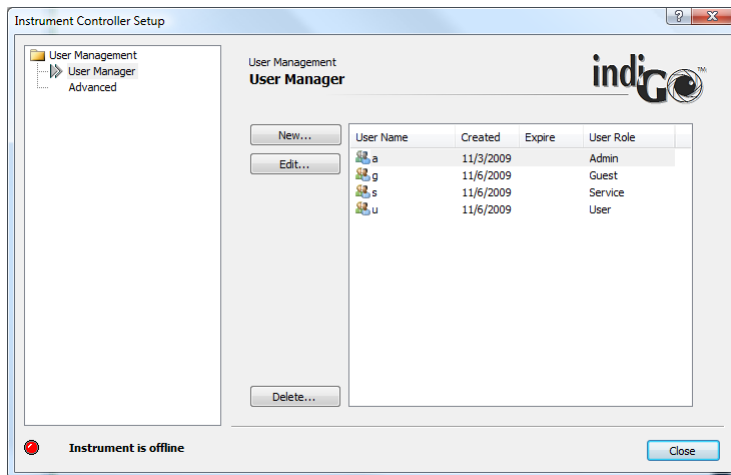 Instrument Controller Setup
User Management
User Manager
Advanced
User Management
User Manager
indiGO™
New...
Edit...
Delete...
User Name Created Expire User Role
a 11/3/2009 Admin
g 11/6/2009 Guest
s 11/6/2009 Service
u 11/6/2009 User
Instrument is offline
Close